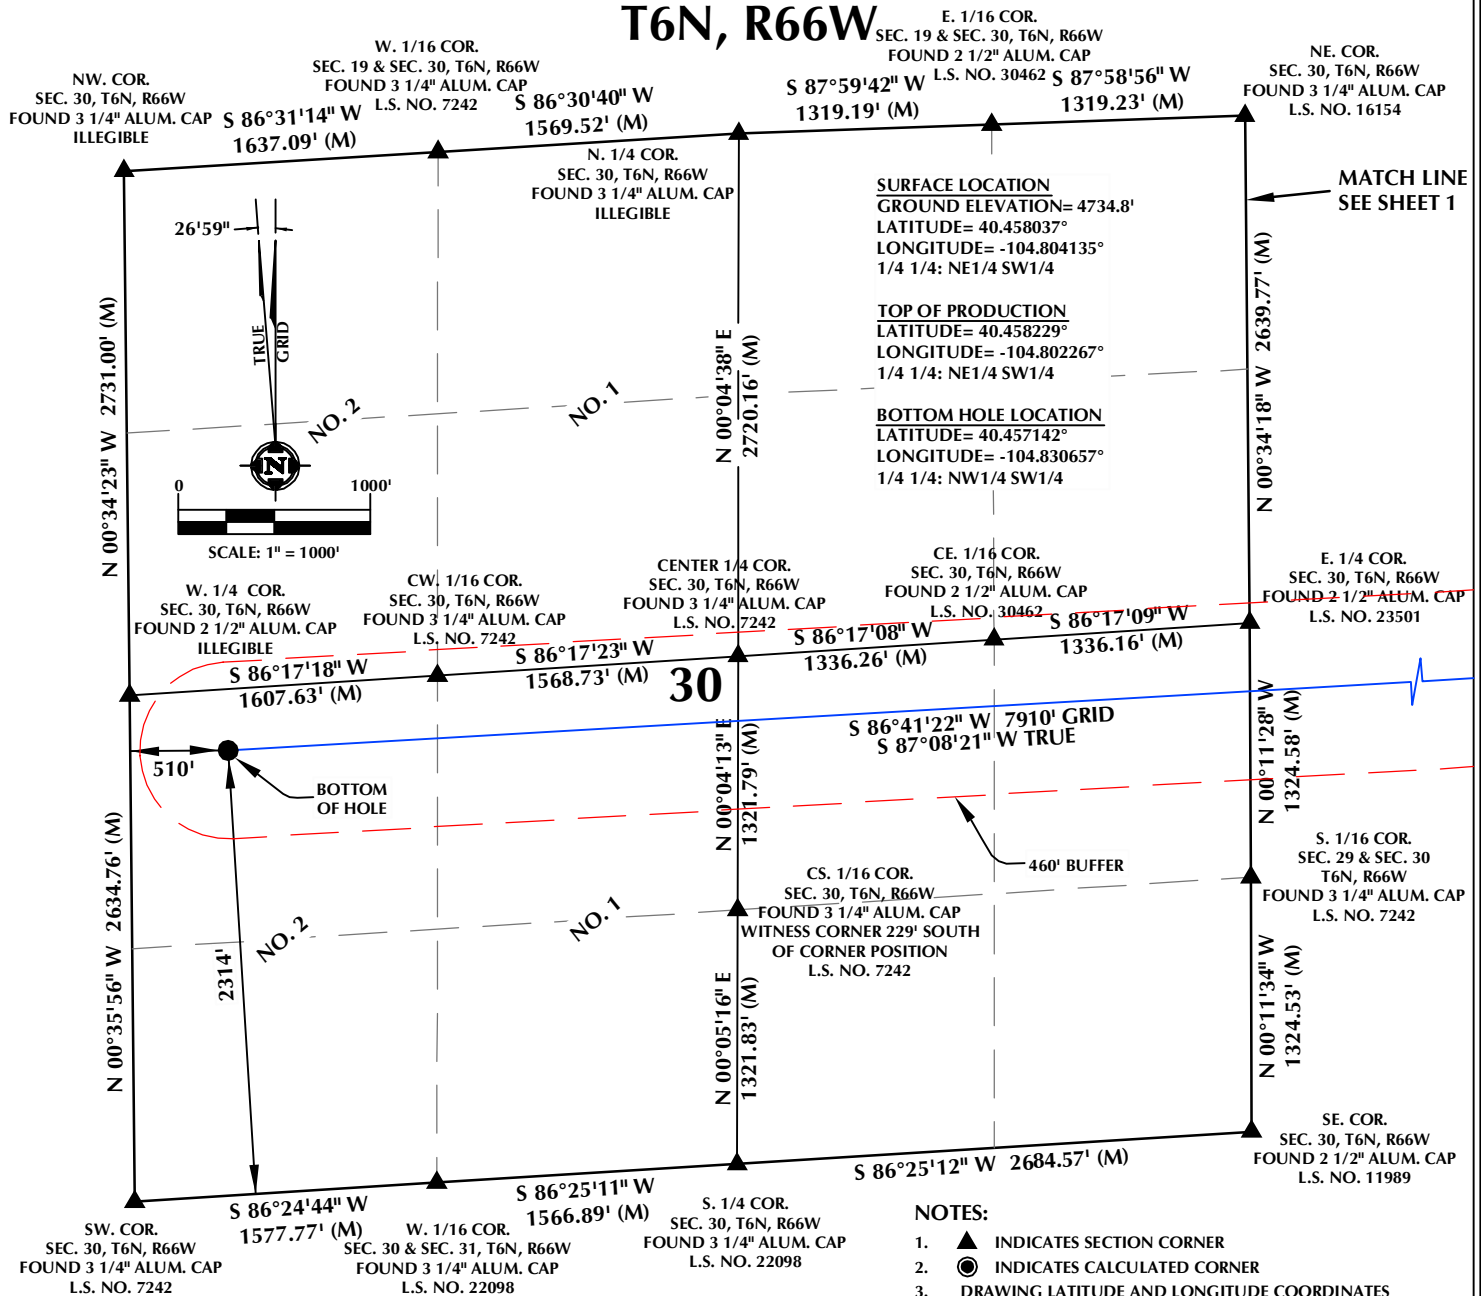 T6N, R66W
NW. COR.
SEC. 30, T6N, R66W
FOUND 3 1/4" ALUM. CAP
ILLEGIBLE
S 86°31'14" W
1637.09' (M)
W. 1/16 COR.
SEC. 19 & SEC. 30, T6N, R66W
FOUND 3 1/4" ALUM. CAP
L.S. NO. 7242
S 86°30'40" W
1569.52' (M)
N. 1/4 COR.
SEC. 30, T6N, R66W
FOUND 3 1/4" ALUM. CAP
ILLEGIBLE
S 87°59'42" W
1319.19' (M)
E. 1/16 COR.
SEC. 19 & SEC. 30, T6N, R66W
FOUND 2 1/2" ALUM. CAP
L.S. NO. 30462
S 87°58'56" W
1319.23' (M)
NE. COR.
SEC. 30, T6N, R66W
FOUND 3 1/4" ALUM. CAP
L.S. NO. 16154
MATCH LINE
SEE SHEET 1
SURFACE LOCATION
GROUND ELEVATION= 4734.8'
LATITUDE= 40.458037°
LONGITUDE= -104.804135°
1/4 1/4: NE1/4 SW1/4
TOP OF PRODUCTION
LATITUDE= 40.458229°
LONGITUDE= -104.802267°
1/4 1/4: NE1/4 SW1/4
BOTTOM HOLE LOCATION
LATITUDE= 40.457142°
LONGITUDE= -104.830657°
1/4 1/4: NW1/4 SW1/4
26'59"
TRUE
GRID
N
0 1000'
SCALE: 1" = 1000'
NO. 2
NO. 1
N 00°34'23" W 2731.00' (M)
N 00°04'38" E
2720.16' (M)
N 00°34'18" W 2639.77' (M)
W. 1/4 COR.
SEC. 30, T6N, R66W
FOUND 2 1/2" ALUM. CAP
ILLEGIBLE
S 86°17'18" W
1607.63' (M)
CW. 1/16 COR.
SEC. 30, T6N, R66W
FOUND 3 1/4" ALUM. CAP
L.S. NO. 7242
S 86°17'23" W
1568.73' (M)
CENTER 1/4 COR.
SEC. 30, T6N, R66W
FOUND 3 1/4" ALUM. CAP
L.S. NO. 7242
S 86°17'08" W
1336.26' (M)
CE. 1/16 COR.
SEC. 30, T6N, R66W
FOUND 2 1/2" ALUM. CAP
L.S. NO. 30462
S 86°17'09" W
1336.16' (M)
E. 1/4 COR.
SEC. 30, T6N, R66W
FOUND 2 1/2" ALUM. CAP
L.S. NO. 23501
30
S 86°41'22" W 7910' GRID
S 87°08'21" W TRUE
510'
BOTTOM
OF HOLE
N 00°04'13" E
1321.79' (M)
N 00°11'28" W
1324.58' (M)
460' BUFFER
N 00°35'56" W 2634.76' (M)
2314'
NO. 2
NO. 1
CS. 1/16 COR.
SEC. 30, T6N, R66W
FOUND 3 1/4" ALUM. CAP
WITNESS CORNER 229' SOUTH
OF CORNER POSITION
L.S. NO. 7242
S. 1/16 COR.
SEC. 29 & SEC. 30
T6N, R66W
FOUND 3 1/4" ALUM. CAP
L.S. NO. 7242
N 00°05'16" E
1321.83' (M)
N 00°11'34" W
1324.53' (M)
SW. COR.
SEC. 30, T6N, R66W
FOUND 3 1/4" ALUM. CAP
L.S. NO. 7242
S 86°24'44" W
1577.77' (M)
W. 1/16 COR.
SEC. 30 & SEC. 31, T6N, R66W
FOUND 3 1/4" ALUM. CAP
L.S. NO. 22098
S 86°25'11" W
1566.89' (M)
S. 1/4 COR.
SEC. 30, T6N, R66W
FOUND 3 1/4" ALUM. CAP
L.S. NO. 22098
S 86°25'12" W 2684.57' (M)
SE. COR.
SEC. 30, T6N, R66W
FOUND 2 1/2" ALUM. CAP
L.S. NO. 11989
NOTES:
1. INDICATES SECTION CORNER
2. INDICATES CALCULATED CORNER
3. DRAWING LATITUDE AND LONGITUDE COORDINATES